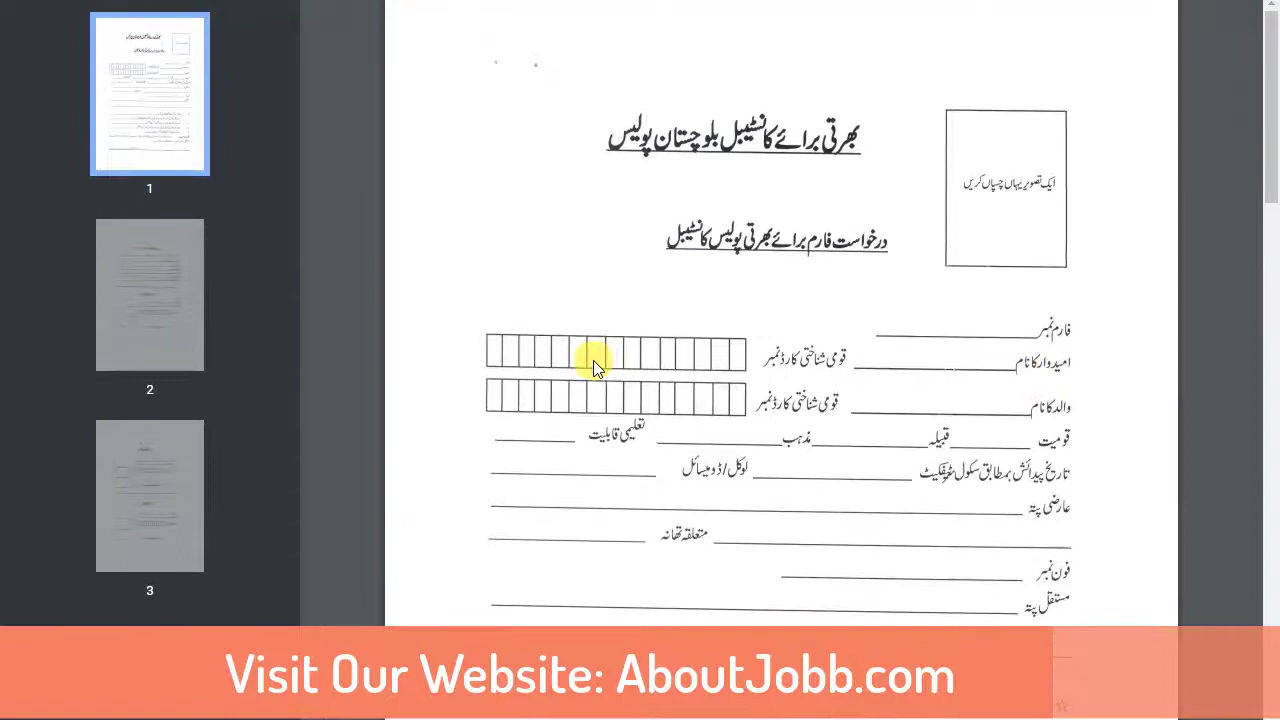 بھرتی برائے کانسٹیبل بلوچستان پولیس
ایک تصویر یہاں چسپاں کریں
درخواست فارم برائے بھرتی پولیس کانسٹیبل
فارم نمبر
امیدوار کا نام قومی شناختی کارڈ نمبر
والد کا نام قومی شناختی کارڈ نمبر
قومیت قبیلہ مذہب تعلیمی قابلیت
تاریخ پیدائش بمطابق سکول سرٹیفکیٹ لوکل/ڈومیسائل
عارضی پتہ
متعلقہ تھانہ
فون نمبر
مستقل پتہ
1
2
3
Visit Our Website: AboutJobb.com